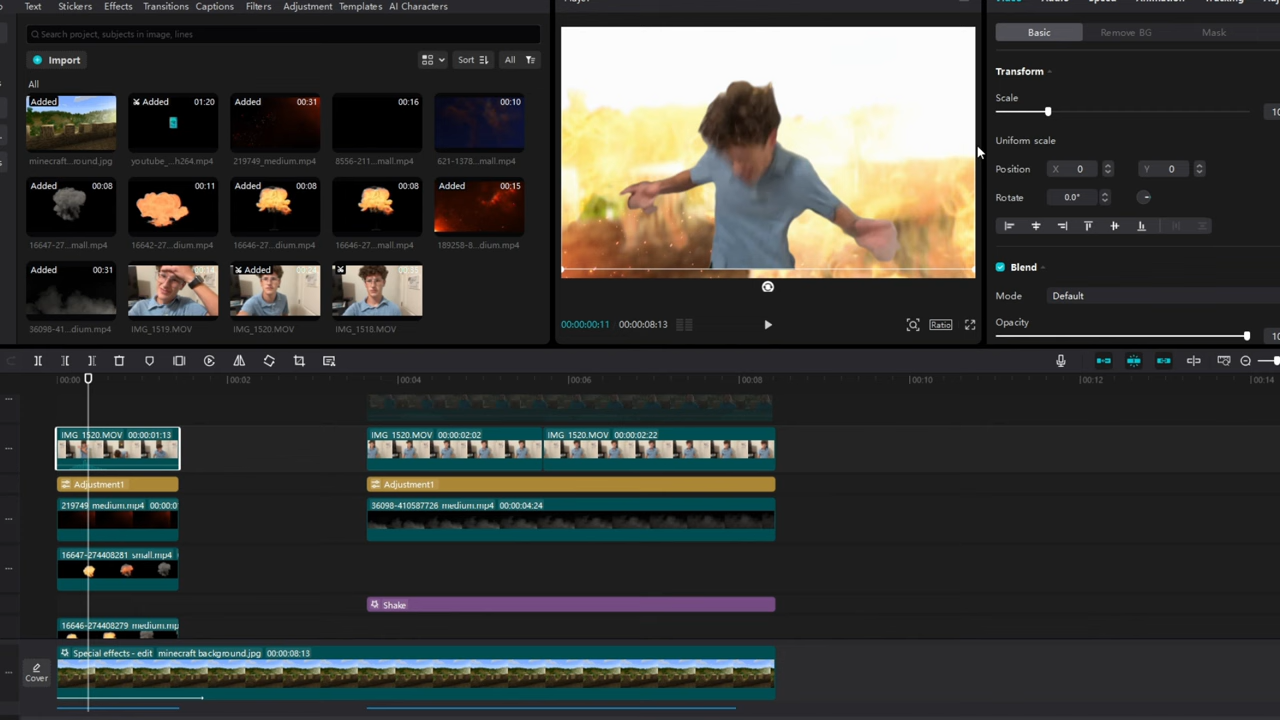 Text Stickers Effects Transitions Captions Filters Adjustment Templates AI Characters
Search project, subjects in image, lines
Import
Sort
All
All
Added
minecraft...round.jpg
Added 01:20
youtube_...h264.mp4
Added 00:31
219749_medium.mp4
00:16
8556-211...mall.mp4
00:10
621-1378...mall.mp4
Added 00:08
16647-27...mall.mp4
00:11
16642-27...dium.mp4
Added 00:08
16646-27...dium.mp4
Added 00:08
16646-27...mall.mp4
Added 00:15
189258-8...dium.mp4
Added 00:31
36098-41...dium.mp4
IMG_1519.MOV
Added
IMG_1520.MOV
IMG_1518.MOV
00:00:00:11 00:00:08:13
Ratio
Basic Remove BG Mask
Transform
Scale
Uniform scale
Position X 0 Y 0
Rotate 0.0°
Blend
Mode Default
Opacity
00:00 00:02 00:04 00:06 00:08 00:10 00:12 00:14
IMG_1520.MOV 00:00:01:13
IMG_1520.MOV 00:00:02:02
IMG_1520.MOV 00:00:02:22
Adjustment1
Adjustment1
219749_medium.mp4 00:00:0
36098-410587726_medium.mp4 00:00:04:24
16647-274408281_small.mp4
Shake
16646-274408279_medium.mp
Cover
Special effects - edit minecraft background.jpg 00:00:08:13